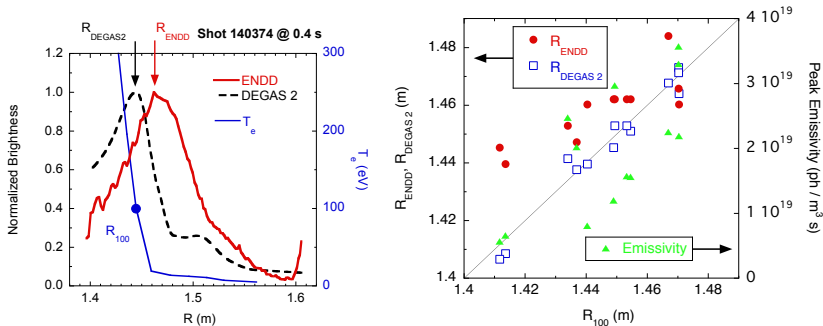 R_DEGAS2 R_ENDD Shot 140374 @ 0.4 s
1.2 300
1.0 250
0.8 200
0.6 150
0.4 100
0.2 50
0.0 0
ENDD
DEGAS 2
T_e
R_100
Normalized Brightness
T_e (eV)
1.4 1.5 1.6
R (m)
R_ENDD
R_DEGAS 2
Emissivity
1.48
1.46
1.44
1.42
1.4
R_ENDD, R_DEGAS 2 (m)
4 10^19
3 10^19
2 10^19
1 10^19
0
Peak Emissivity (ph / m^3 s)
1.4 1.42 1.44 1.46 1.48
R_100 (m)